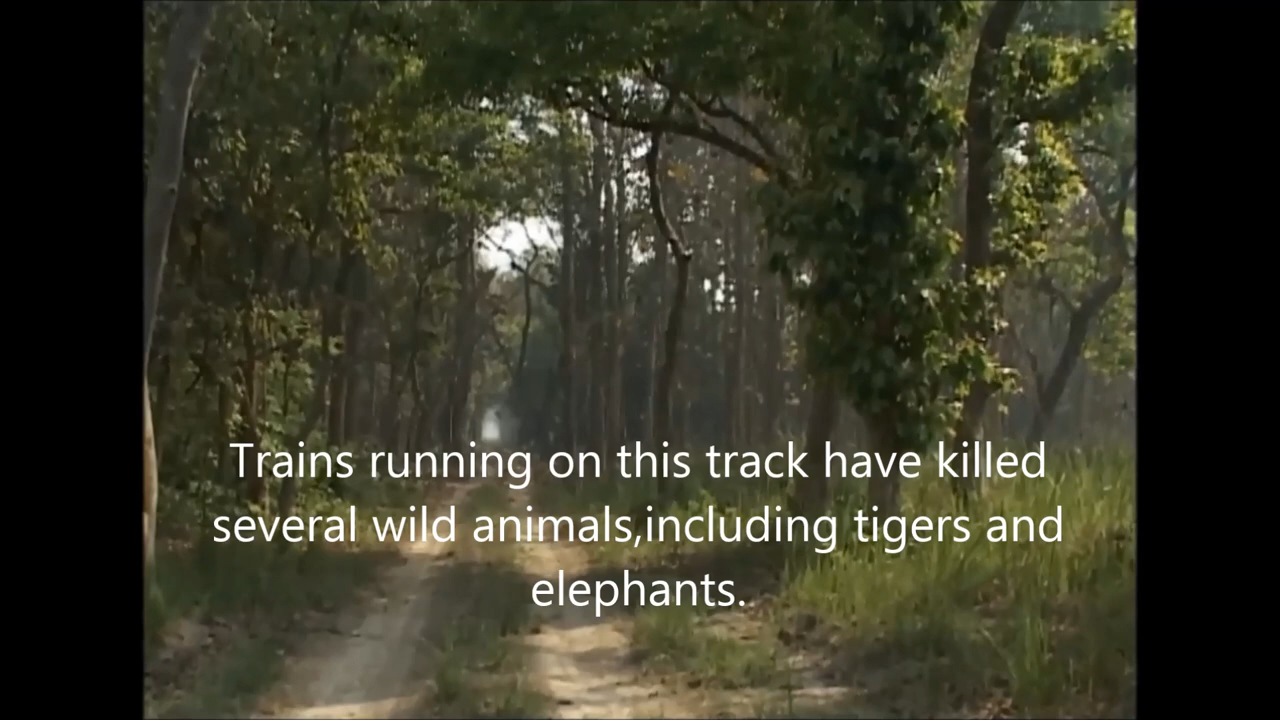 Trains running on this track have killed
several wild animals,including tigers and
elephants.